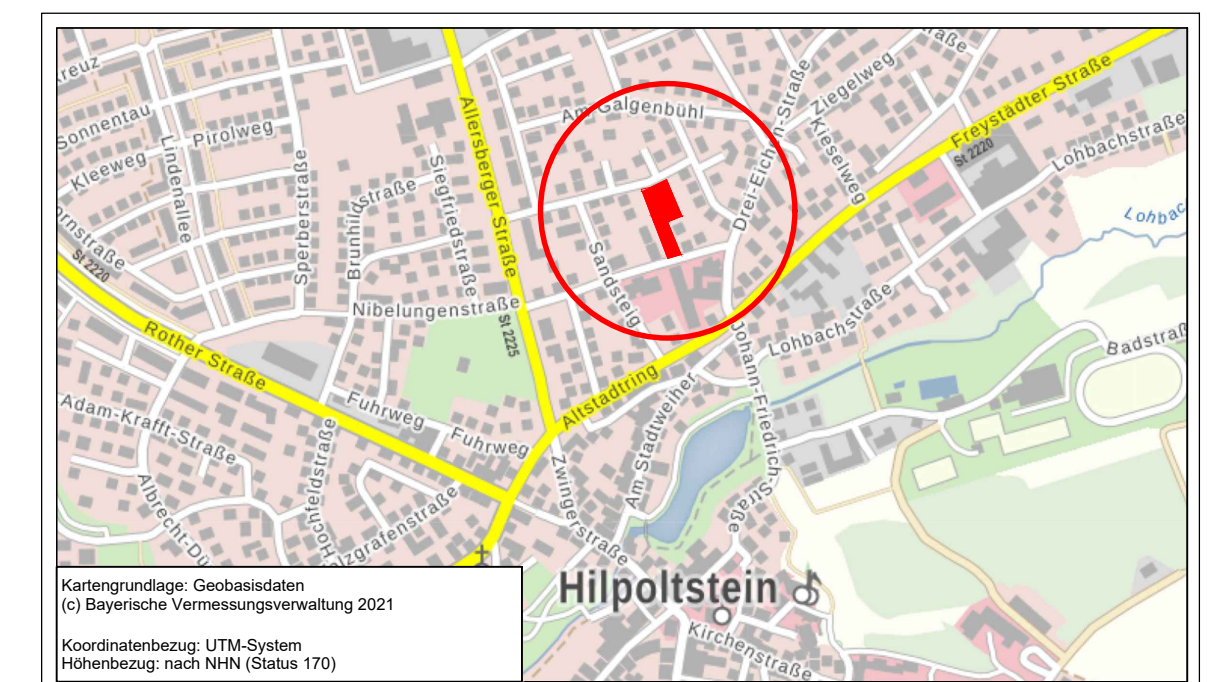 reuz
Sonnentau
Pirolweg
Kleeweg
Lindenallee
Sperberstraße
Brunhildstraße
Siegfriedstraße
Allersberger Straße
Am Galgenbühl
Drei-Eichen-Straße
Ziegelweg
Kieselweg
Freystädter Straße
St 2220
Lohbachstraße
Lohbac
ornstraße
St 2220
Nibelungenstraße
St 2225
Sandsteig
Rother Straße
Altstadtring
Johann-Friedrich-Straße
Lohbachstraße
Badstraß
Adam-Krafft-Straße
Fuhrweg
Fuhrweg
Hochfeldstraße
Albrecht-Dü
alzgrafenstraße
Zwingerstraße
Am Stadtweiher
Hilpoltstein
Kirchenstraße
Kartengrundlage: Geobasisdaten
(c) Bayerische Vermessungsverwaltung 2021
Koordinatenbezug: UTM-System
Höhenbezug: nach NHN (Status 170)